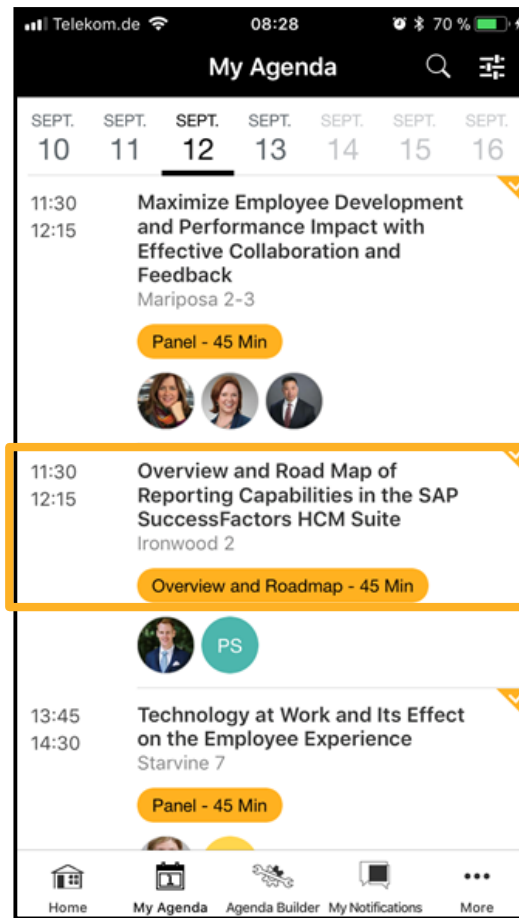 Telekom.de 08:28 70 %
My Agenda
SEPT. SEPT. SEPT. SEPT. SEPT. SEPT. SEPT.
10 11 12 13 14 15 16
11:30
12:15
Maximize Employee Development
and Performance Impact with
Effective Collaboration and
Feedback
Mariposa 2-3
Panel - 45 Min
11:30
12:15
Overview and Road Map of
Reporting Capabilities in the SAP
SuccessFactors HCM Suite
Ironwood 2
Overview and Roadmap - 45 Min
PS
13:45
14:30
Technology at Work and Its Effect
on the Employee Experience
Starvine 7
Panel - 45 Min
1
Home My Agenda Agenda Builder My Notifications More